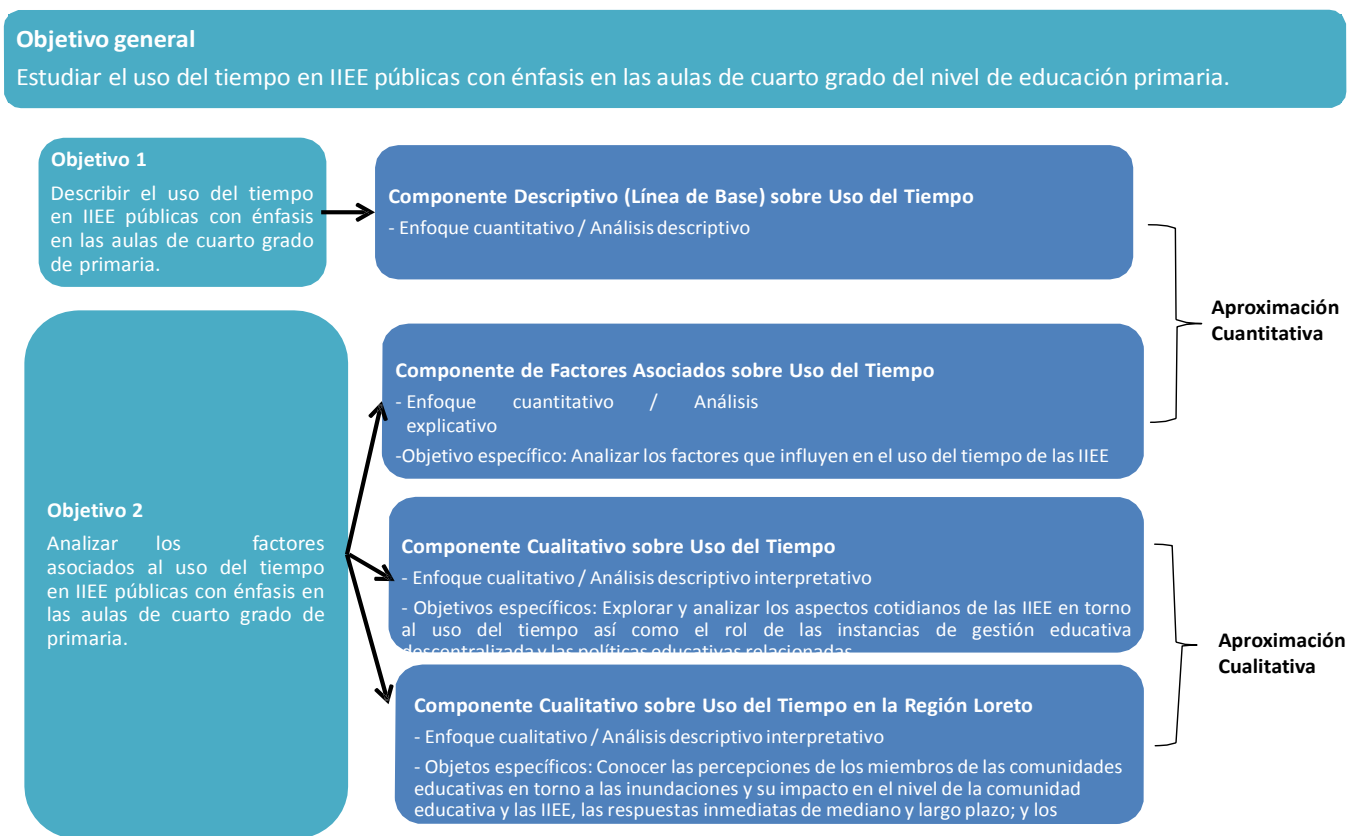 Objetivo general
Estudiar el uso del tiempo en IIEE públicas con énfasis en las aulas de cuarto grado del nivel de educación primaria.
Objetivo 1
Describir el uso del tiempo
en IIEE públicas con énfasis
en las aulas de cuarto grado
de primaria.
Componente Descriptivo (Línea de Base) sobre Uso del Tiempo
- Enfoque cuantitativo / Análisis descriptivo
Objetivo 2
Analizar los factores
asociados al uso del tiempo
en IIEE públicas con énfasis en
las aulas de cuarto grado de
primaria.
Componente de Factores Asociados sobre Uso del Tiempo
- Enfoque cuantitativo / Análisis
explicativo
-Objetivo específico: Analizar los factores que influyen en el uso del tiempo de las IIEE
Aproximación
Cuantitativa
Componente Cualitativo sobre Uso del Tiempo
- Enfoque cualitativo / Análisis descriptivo interpretativo
- Objetivos específicos: Explorar y analizar los aspectos cotidianos de las IIEE en torno
al uso del tiempo así como el rol de las instancias de gestión educativa
descentralizada y las políticas educativas relacionadas
Componente Cualitativo sobre Uso del Tiempo en la Región Loreto
- Enfoque cualitativo / Análisis descriptivo interpretativo
- Objetos específicos: Conocer las percepciones de los miembros de las comunidades
educativas en torno a las inundaciones y su impacto en el nivel de la comunidad
educativa y las IIEE, las respuestas inmediatas de mediano y largo plazo; y los
Aproximación
Cualitativa